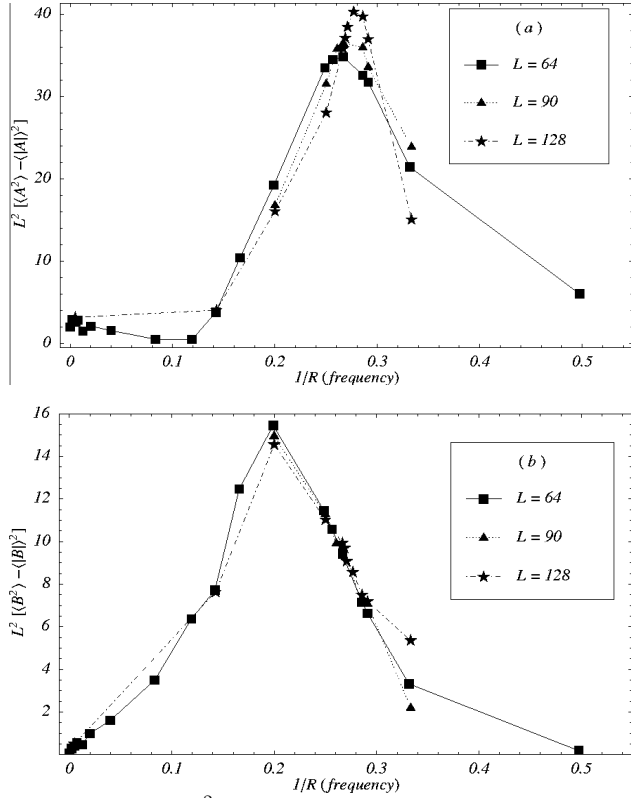 40
30
20
10
0
L² [⟨A²⟩ −⟨|A|⟩²]
0 0.1 0.2 0.3 0.4 0.5
1/R (frequency)
(a)
L = 64
L = 90
L = 128
16
14
12
10
8
6
4
2
L² [⟨B²⟩ −⟨|B|⟩²]
0 0.1 0.2 0.3 0.4 0.5
1/R (frequency)
(b)
L = 64
L = 90
L = 128